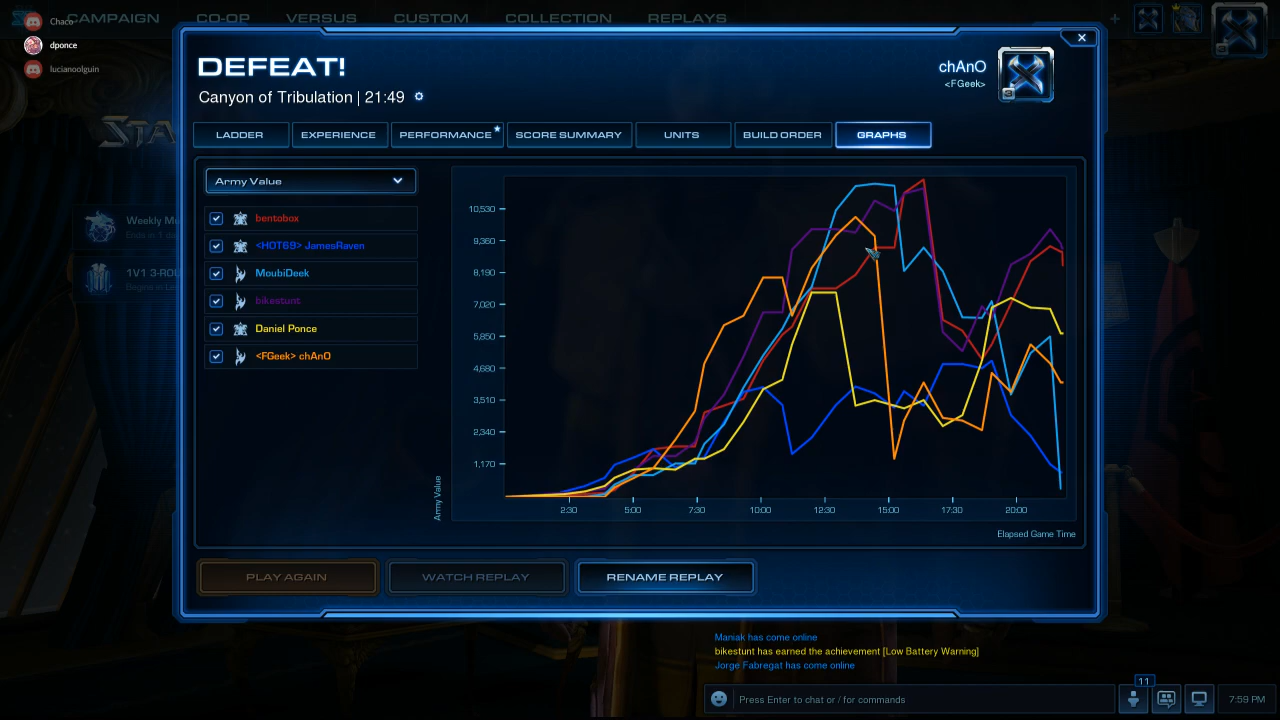 CAMPAIGN CO-OP VERSUS CUSTOM COLLECTION REPLAYS
Chaco
dponce
lucianoolguin
DEFEAT!
Canyon of Tribulation | 21:49
chAnO
<FGeek>
LADDER EXPERIENCE PERFORMANCE SCORE SUMMARY UNITS BUILD ORDER GRAPHS
Army Value
bentobox
<HOT69> JamesRaven
MoubiDeek
bikestunt
Daniel Ponce
<FGeek> chAnO
10,530
9,360
8,190
7,020
5,850
4,680
3,510
2,340
1,170
Army Value
2:30 5:00 7:30 10:00 12:30 15:00 17:30 20:00
Elapsed Game Time
Weekly
1V1 3-ROU
PLAY AGAIN WATCH REPLAY RENAME REPLAY
Maniak has come online
bikestunt has earned the achievement [Low Battery Warning]
Jorge Fabregat has come online
Press Enter to chat or / for commands
11
7:59 PM